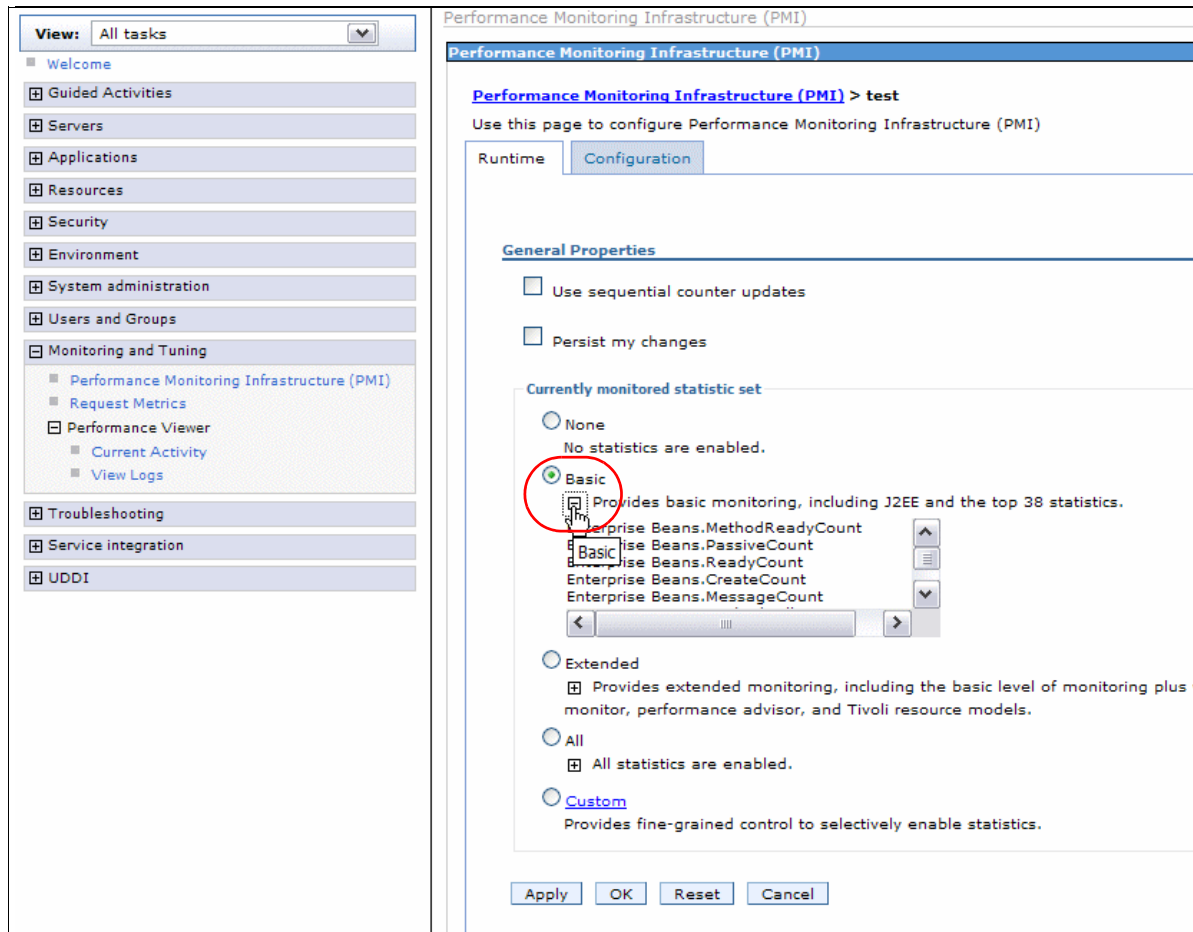 View: All tasks
Welcome
Guided Activities
Servers
Applications
Resources
Security
Environment
System administration
Users and Groups
Monitoring and Tuning
Performance Monitoring Infrastructure (PMI)
Request Metrics
Performance Viewer
Current Activity
View Logs
Troubleshooting
Service integration
UDDI
Performance Monitoring Infrastructure (PMI)
Performance Monitoring Infrastructure (PMI)
Performance Monitoring Infrastructure (PMI) > test
Use this page to configure Performance Monitoring Infrastructure (PMI)
Runtime Configuration
General Properties
Use sequential counter updates
Persist my changes
Currently monitored statistic set
None
No statistics are enabled.
Basic
Provides basic monitoring, including J2EE and the top 38 statistics.
Enterprise Beans.MethodReadyCount
Enterprise Beans.PassiveCount
Basic
Enterprise Beans.ReadyCount
Enterprise Beans.CreateCount
Enterprise Beans.MessageCount
Extended
Provides extended monitoring, including the basic level of monitoring plus
monitor, performance advisor, and Tivoli resource models.
All
All statistics are enabled.
Custom
Provides fine-grained control to selectively enable statistics.
Apply OK Reset Cancel